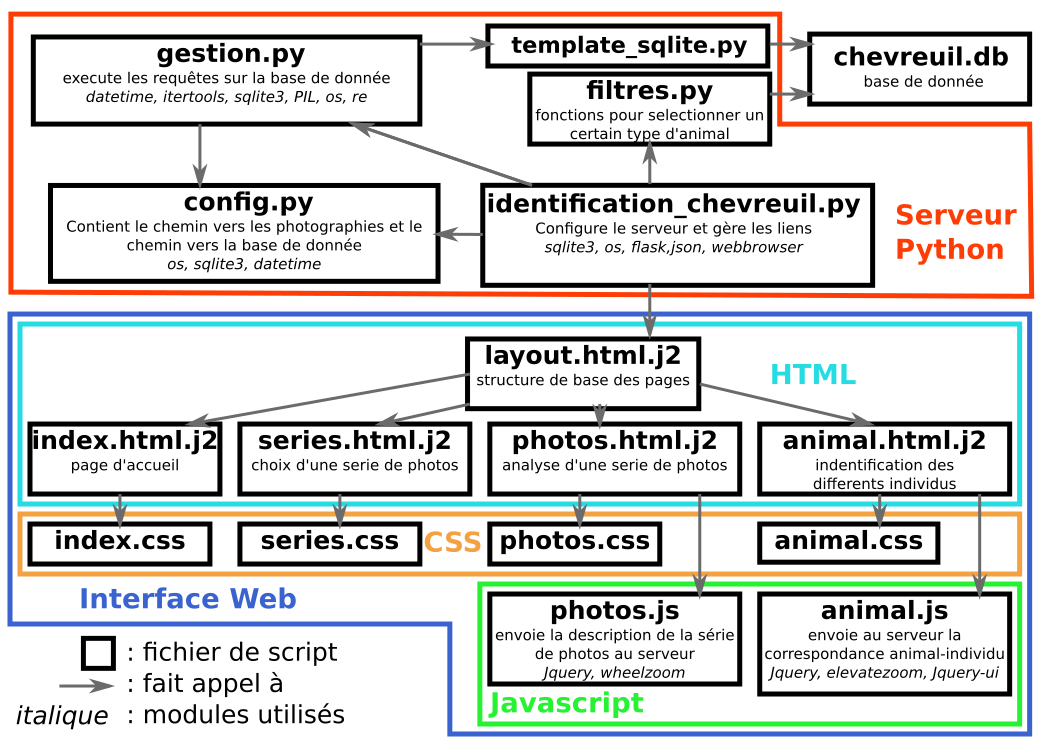 gestion.py
execute les requêtes sur la base de donnée
datetime, itertools, sqlite3, PIL, os, re
template_sqlite.py
chevreuil.db
base de donnée
filtres.py
fonctions pour selectionner un
certain type d'animal
config.py
Contient le chemin vers les photographies et le
chemin vers la base de donnée
os, sqlite3, datetime
identification_chevreuil.py
Configure le serveur et gère les liens
sqlite3, os, flask,json, webbrowser
Serveur
Python
layout.html.j2
structure de base des pages
HTML
index.html.j2
page d'accueil
series.html.j2
choix d'une serie de photos
photos.html.j2
analyse d'une serie de photos
animal.html.j2
indentification des
differents individus
index.css
series.css
CSS
photos.css
animal.css
Interface Web
photos.js
envoie la description de la série
de photos au serveur
Jquery, wheelzoom
animal.js
envoie au serveur la
correspondance animal-individu
Jquery, elevatezoom, Jquery-ui
Javascript
: fichier de script
: fait appel à
italique : modules utilisés